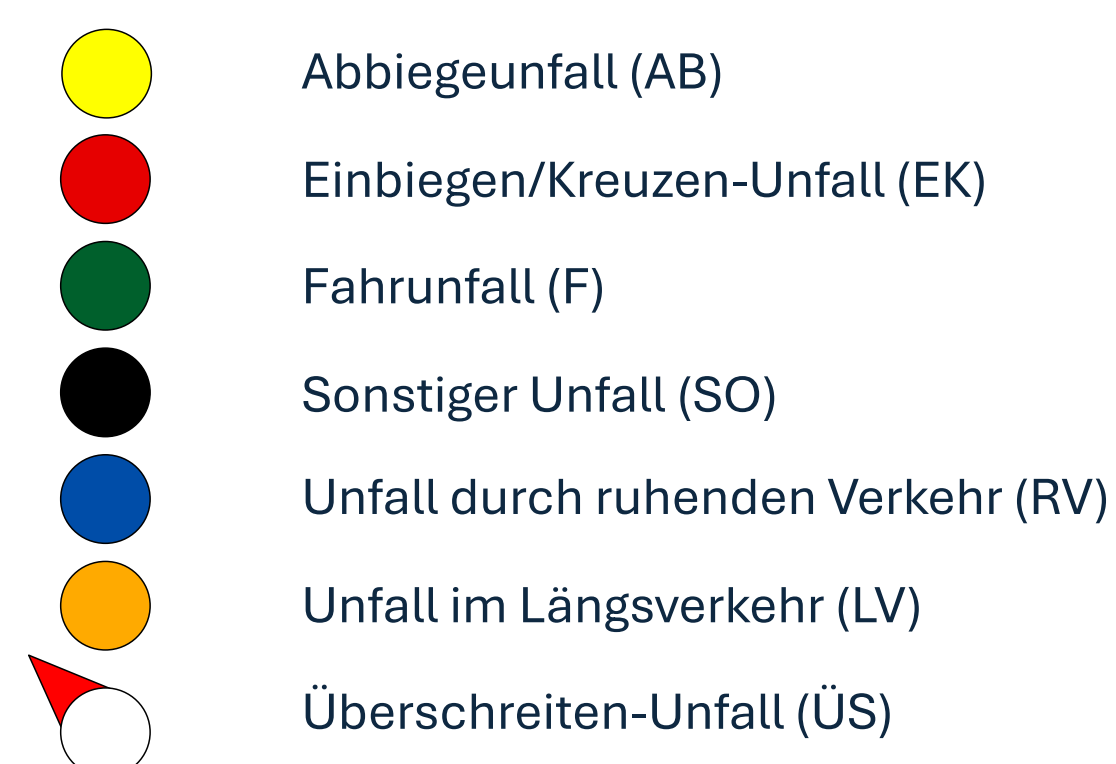 Abbiegeunfall (AB)
Einbiegen/Kreuzen-Unfall (EK)
Fahrunfall (F)
Sonstiger Unfall (SO)
Unfall durch ruhenden Verkehr (RV)
Unfall im Längsverkehr (LV)
Überschreiten-Unfall (ÜS)